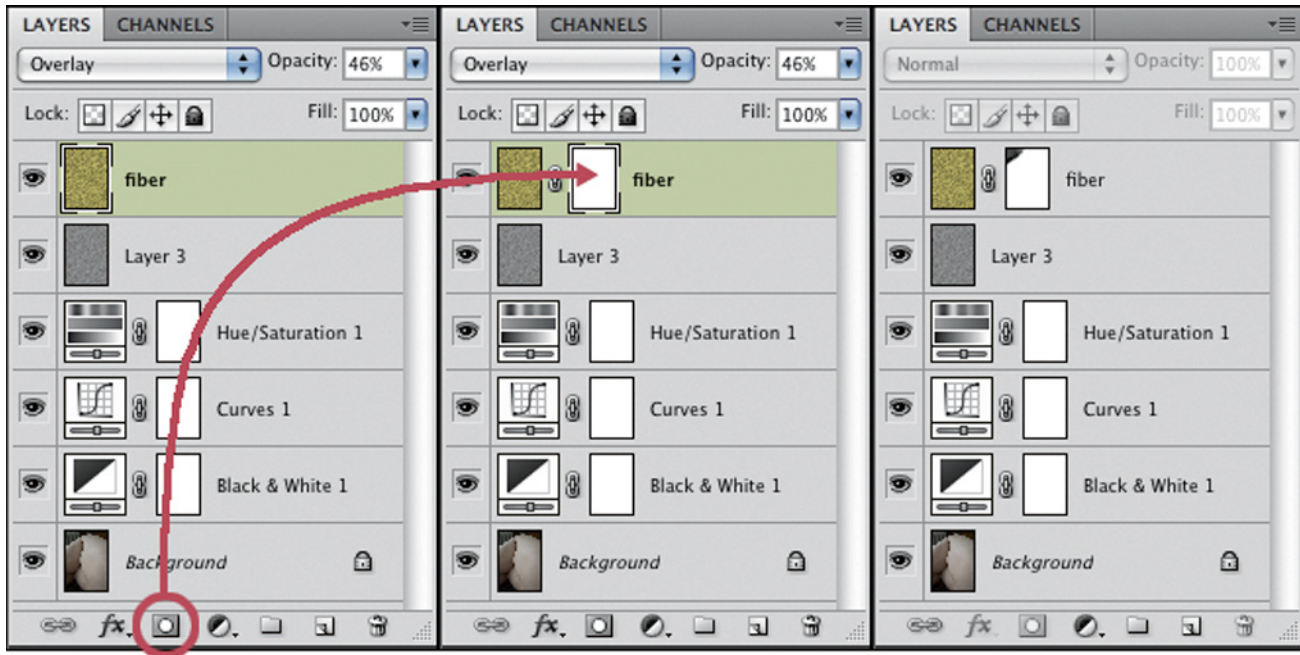 LAYERS CHANNELS
Overlay Opacity: 46%
Lock: Fill: 100%
fiber
Layer 3
Hue/Saturation 1
Curves 1
Black & White 1
Background
fx
LAYERS CHANNELS
Overlay Opacity: 46%
Lock: Fill: 100%
fiber
Layer 3
Hue/Saturation 1
Curves 1
Black & White 1
Background
fx
LAYERS CHANNELS
Normal Opacity: 100%
Lock: Fill: 100%
fiber
Layer 3
Hue/Saturation 1
Curves 1
Black & White 1
Background
fx